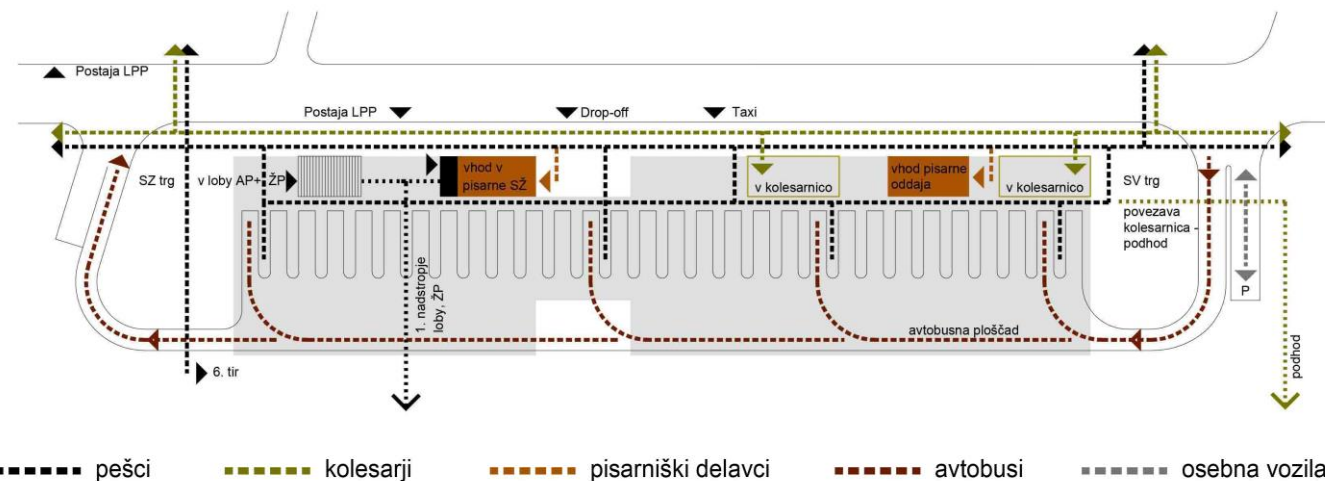 Postaja LPP
Postaja LPP
Drop-off
Taxi
SZ trg
v loby AP+ ŽP
vhod v
pisarne SŽ
v kolesarnico
vhod pisarne
oddaja
v kolesarnico
SV trg
povezava
kolesarnica -
podhod
1. nadstropje
loby, ŽP
P
avtobusna ploščad
podhod
6. tir
pešci
kolesarji
pisarniški delavci
avtobusi
osebna vozila